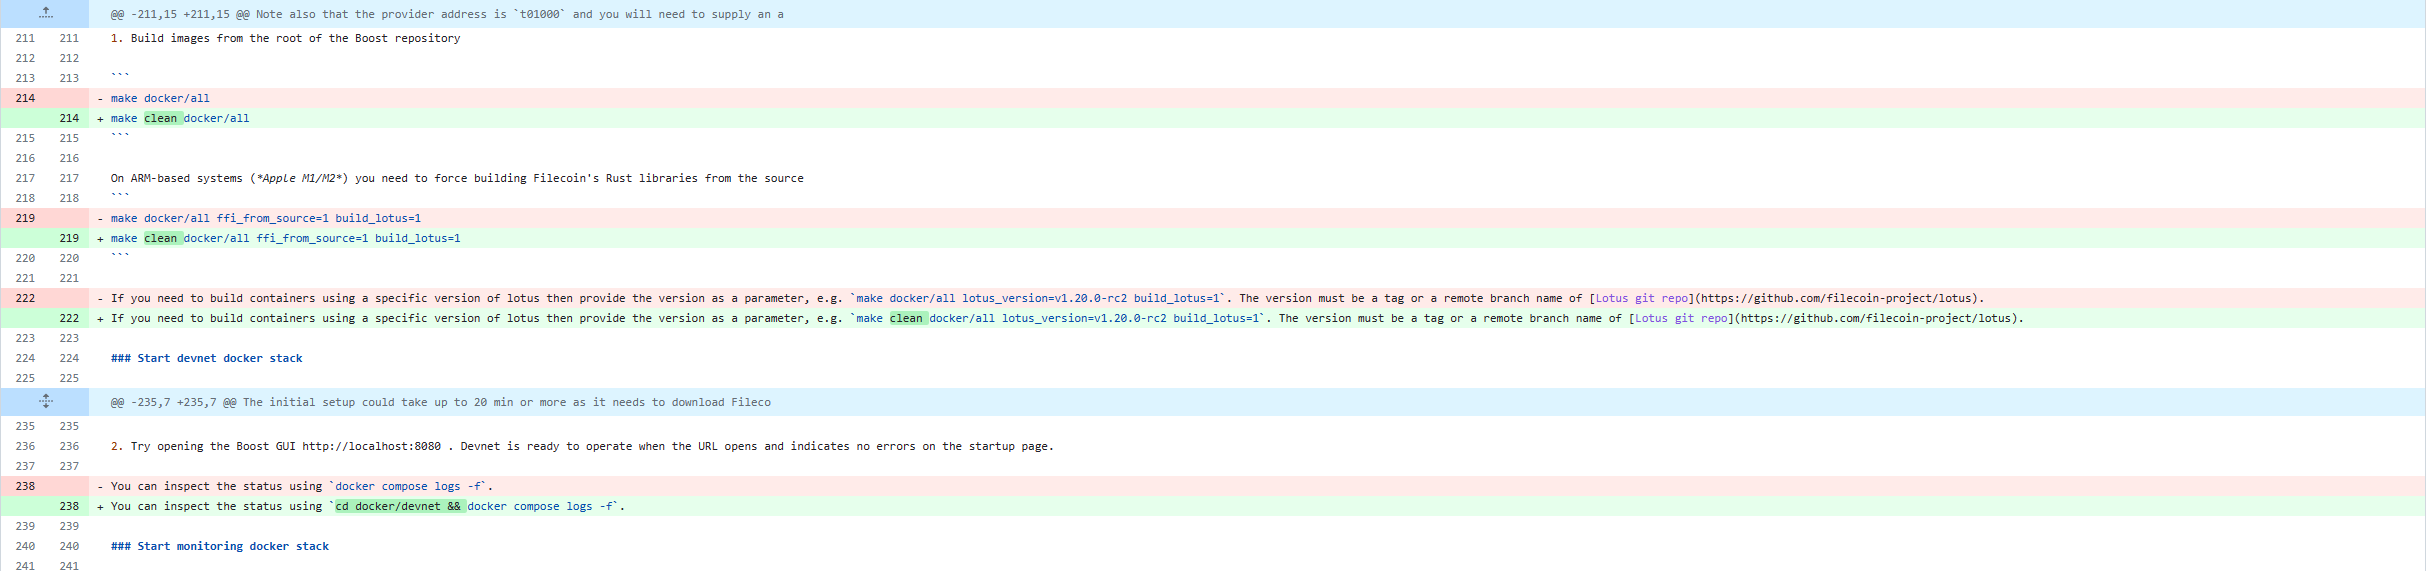 @@ -211,15 +211,15 @@ Note also that the provider address is `t01000` and you will need to supply an a
211 211 1. Build images from the root of the Boost repository
212 212
213 213 ```
214 - make docker/all
214 + make clean docker/all
215 215 ```
216 216
217 217 On ARM-based systems (*Apple M1/M2*) you need to force building Filecoin's Rust libraries from the source
218 218 ```
219 - make docker/all ffi_from_source=1 build_lotus=1
219 + make clean docker/all ffi_from_source=1 build_lotus=1
220 220 ```
221 221
222 - If you need to build containers using a specific version of lotus then provide the version as a parameter, e.g. `make docker/all lotus_version=v1.20.0-rc2 build_lotus=1`. The version must be a tag or a remote branch name of [Lotus git repo](https://github.com/filecoin-project/lotus).
222 + If you need to build containers using a specific version of lotus then provide the version as a parameter, e.g. `make clean docker/all lotus_version=v1.20.0-rc2 build_lotus=1`. The version must be a tag or a remote branch name of [Lotus git repo](https://github.com/filecoin-project/lotus).
223 223
224 224 ### Start devnet docker stack
225 225
@@ -235,7 +235,7 @@ The initial setup could take up to 20 min or more as it needs to download Fileco
235 235
236 236 2. Try opening the Boost GUI http://localhost:8080 . Devnet is ready to operate when the URL opens and indicates no errors on the startup page.
237 237
238 - You can inspect the status using `docker compose logs -f`.
238 + You can inspect the status using `cd docker/devnet && docker compose logs -f`.
239 239
240 240 ### Start monitoring docker stack
241 241